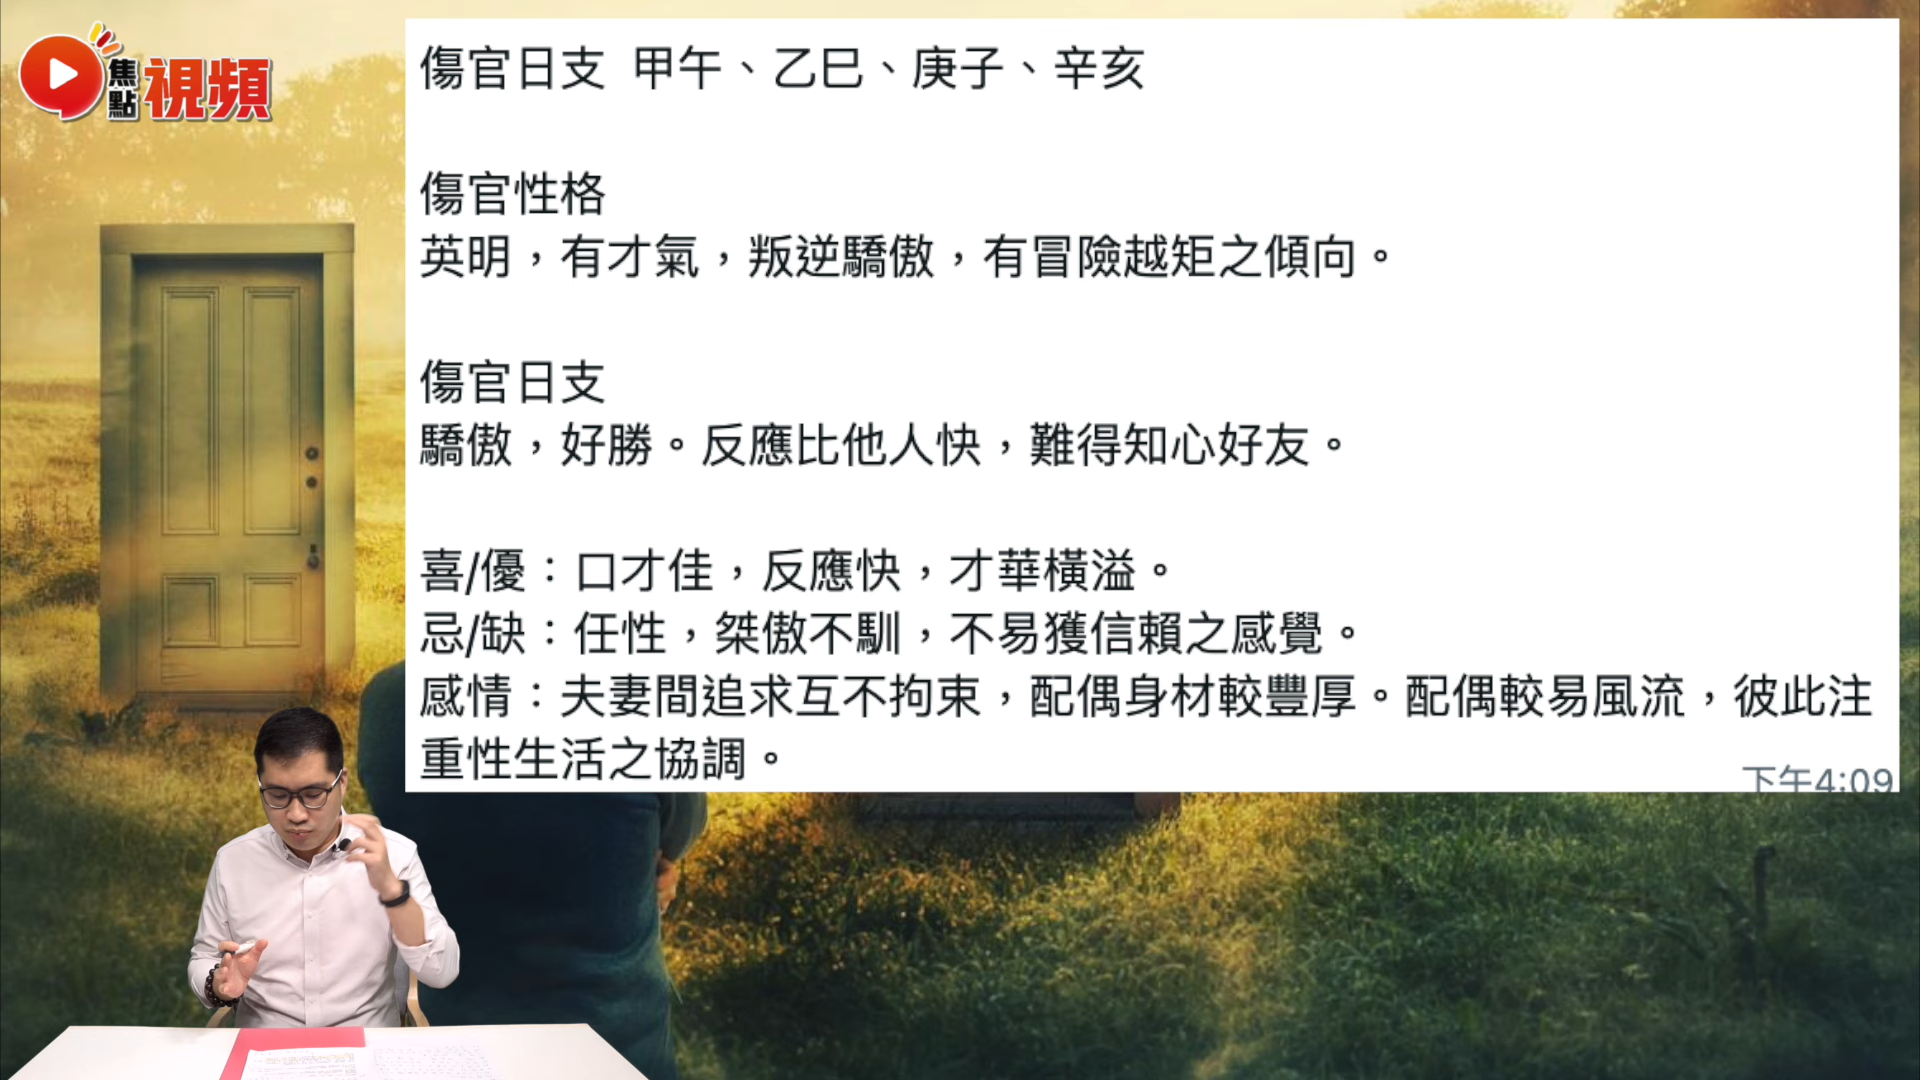 焦點視頻
傷官日支 甲午、乙巳、庚子、辛亥
傷官性格
英明，有才氣，叛逆驕傲，有冒險越矩之傾向。
傷官日支
驕傲，好勝。反應比他人快，難得知心好友。
喜/優：口才佳，反應快，才華橫溢。
忌/缺：任性，桀傲不馴，不易獲信賴之感覺。
感情：夫妻間追求互不拘束，配偶身材較豐厚。配偶較易風流，彼此注
重性生活之協調。
下午4:09